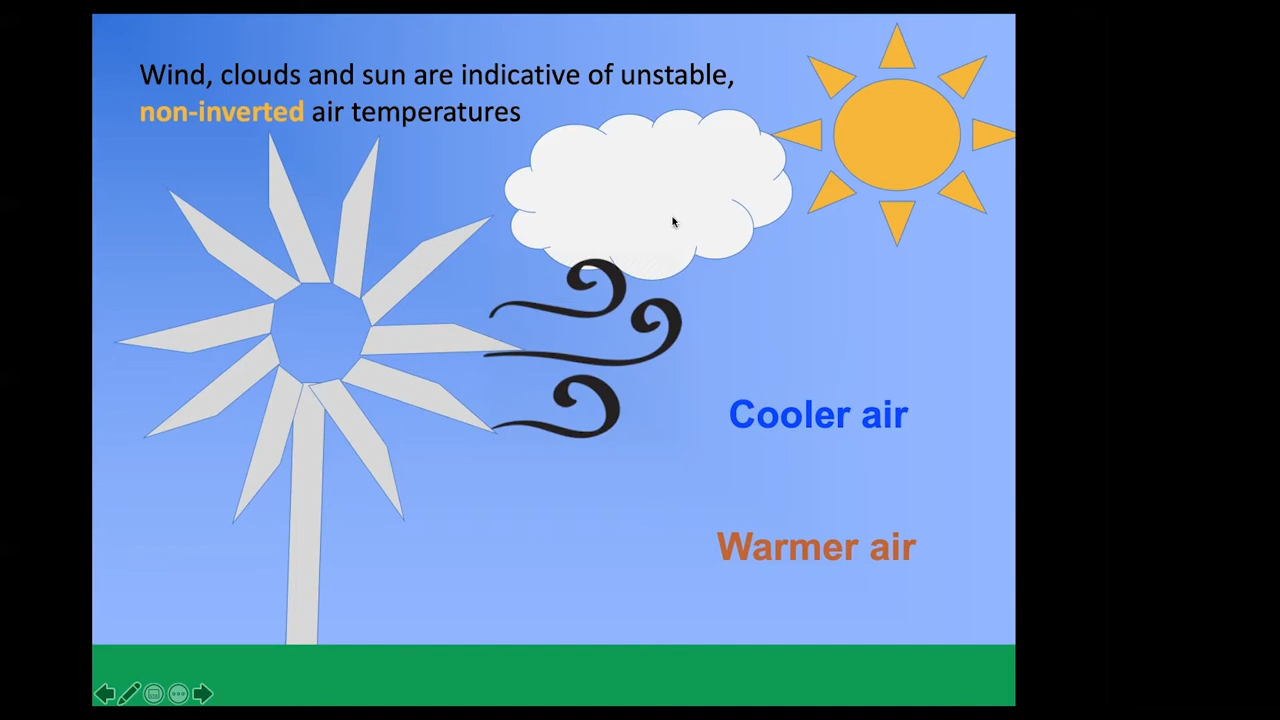 Wind, clouds and sun are indicative of unstable,
non-inverted air temperatures
Cooler air
Warmer air